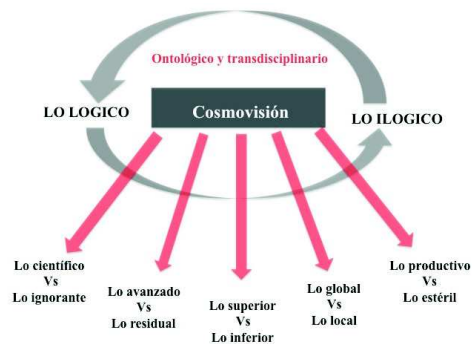 Ontológico y transdisciplinario
LO LOGICO
Cosmovisión
LO ILOGICO
Lo científico
Vs
Lo ignorante
Lo avanzado
Vs
Lo residual
Lo superior
Vs
Lo inferior
Lo global
Vs
Lo local
Lo productivo
Vs
Lo estéril